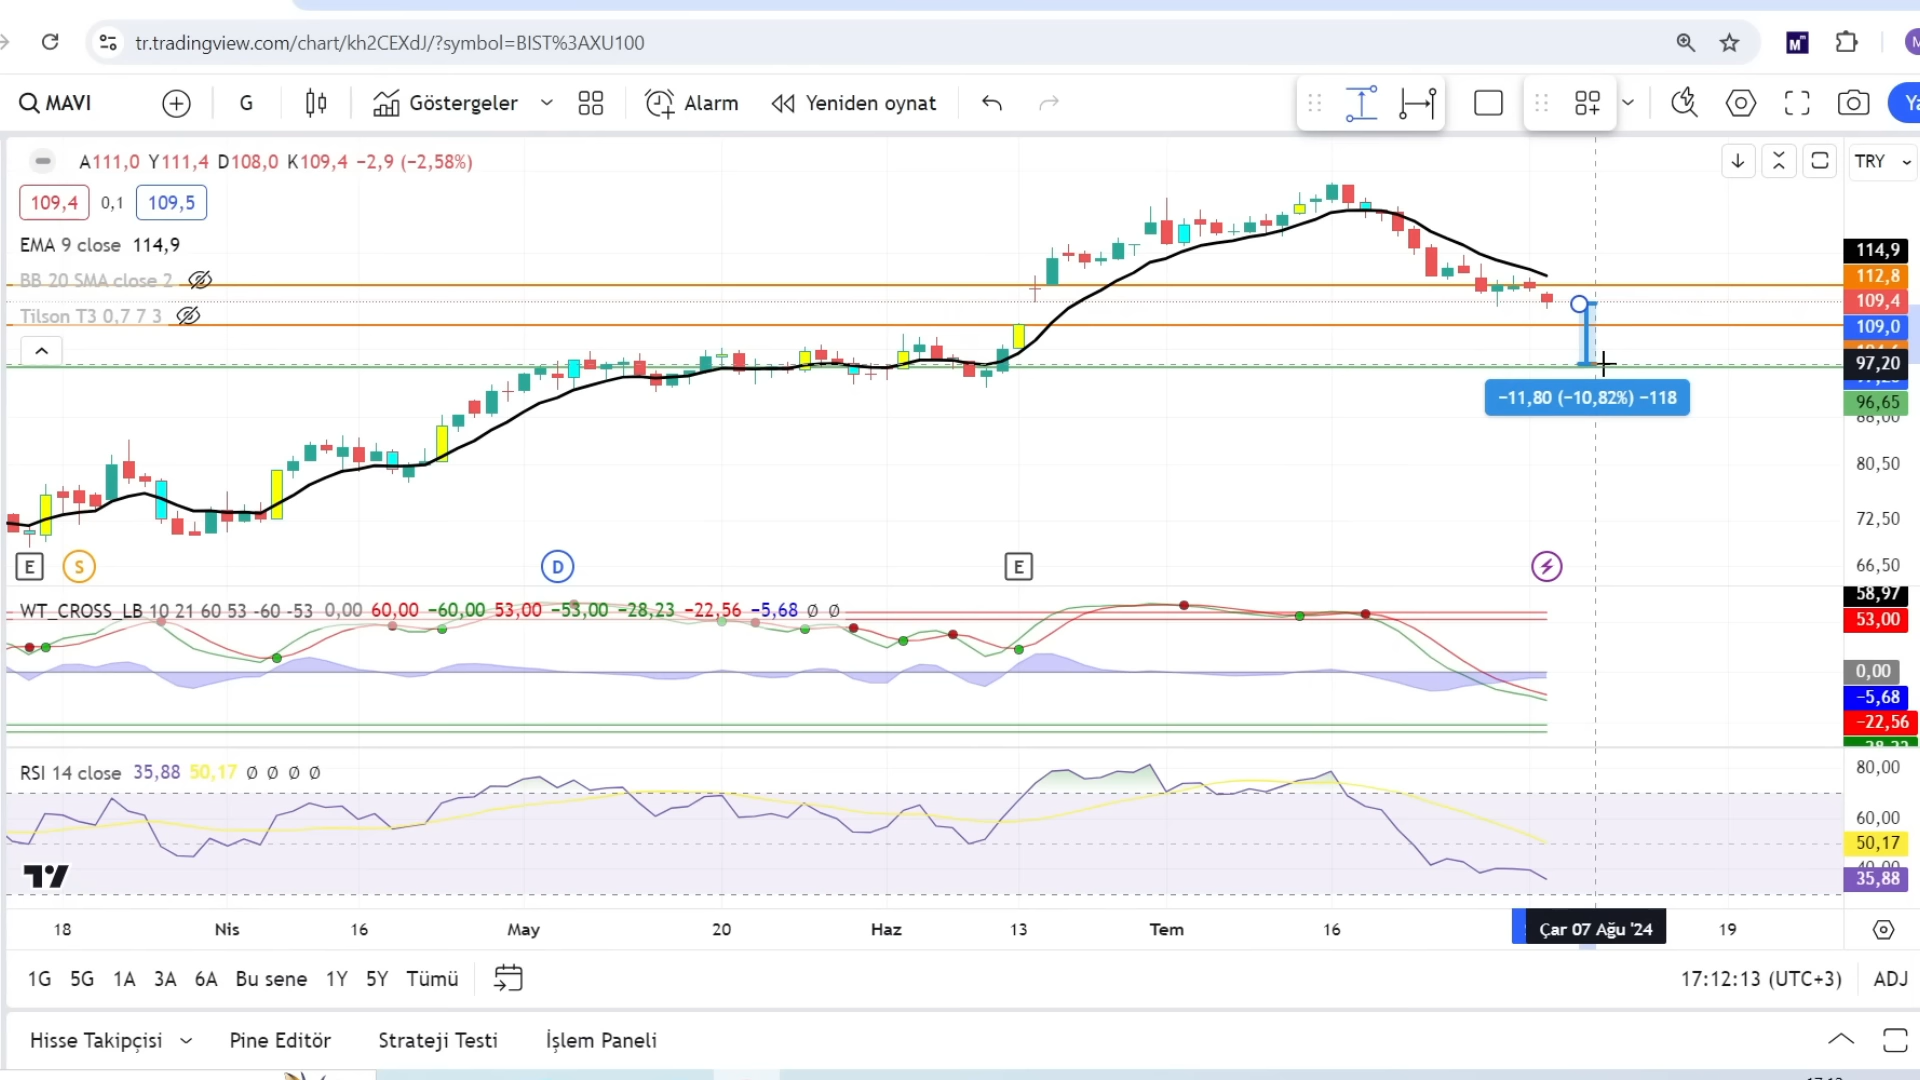 tr.tradingview.com/chart/kh2CEXdJ/?symbol=BIST%3AXU100
MAVI
G
Göstergeler
Alarm
Yeniden oynat
A111,0 Y111,4 D108,0 K109,4 −2,9 (−2,58%)
TRY
109,4 0,1 109,5
EMA 9 close 114,9
BB 20 SMA close 2
Tilson T3 0,7 7 3
114,9
112,8
109,4
109,0
97,20
96,65
88,00
80,50
72,50
66,50
−11,80 (−10,82%) −118
E
S
D
E
WT_CROSS_LB 10 21 60 53 -60 -53 0,00 60,00 −60,00 53,00 −53,00 −28,23 −22,56 −5,68 ∅ ∅
58,97
53,00
0,00
−5,68
−22,56
RSI 14 close 35,88 50,17 ∅ ∅ ∅ ∅
80,00
60,00
50,17
40,00
35,88
18 Nis 16 May 20 Haz 13 Tem 16 Çar 07 Ağu '24 19
1G 5G 1A 3A 6A Bu sene 1Y 5Y Tümü
17:12:13 (UTC+3) ADJ
Hisse Takipçisi Pine Editör Strateji Testi İşlem Paneli